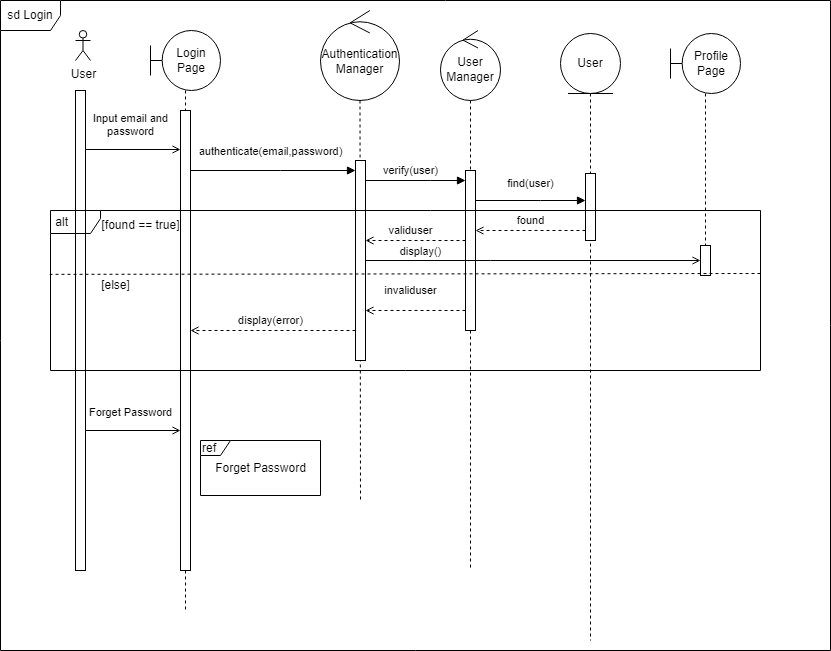 sd Login
User
Login
Page
Authentication
Manager
User
Manager
User
Profile
Page
Input email and
password
authenticate(email,password)
verify(user)
find(user)
alt
[found == true]
found
validuser
display()
[else]
invaliduser
display(error)
Forget Password
ref
Forget Password